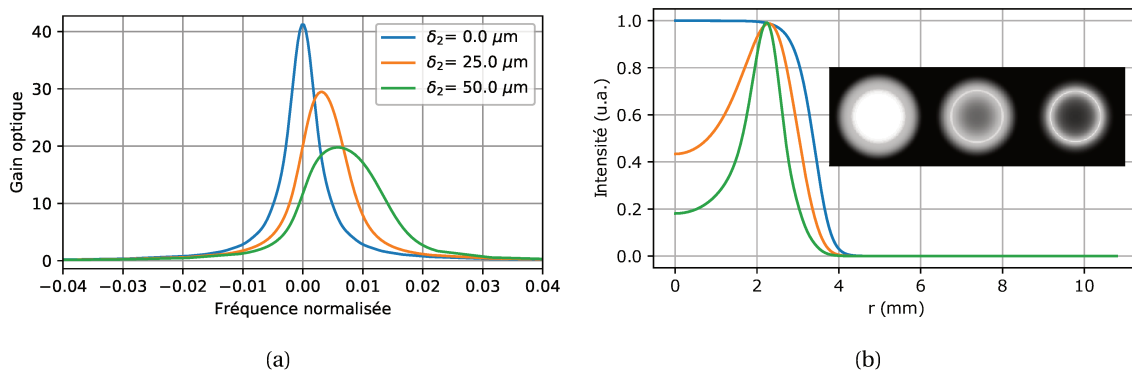 40
30
20
10
0
Gain optique
δ₂= 0.0 μm
δ₂= 25.0 μm
δ₂= 50.0 μm
−0.04 −0.03 −0.02 −0.01 0.00 0.01 0.02 0.03 0.04
Fréquence normalisée
(a)
1.0
0.8
0.6
0.4
0.2
0.0
Intensité (u.a.)
0 2 4 6 8 10
r (mm)
(b)